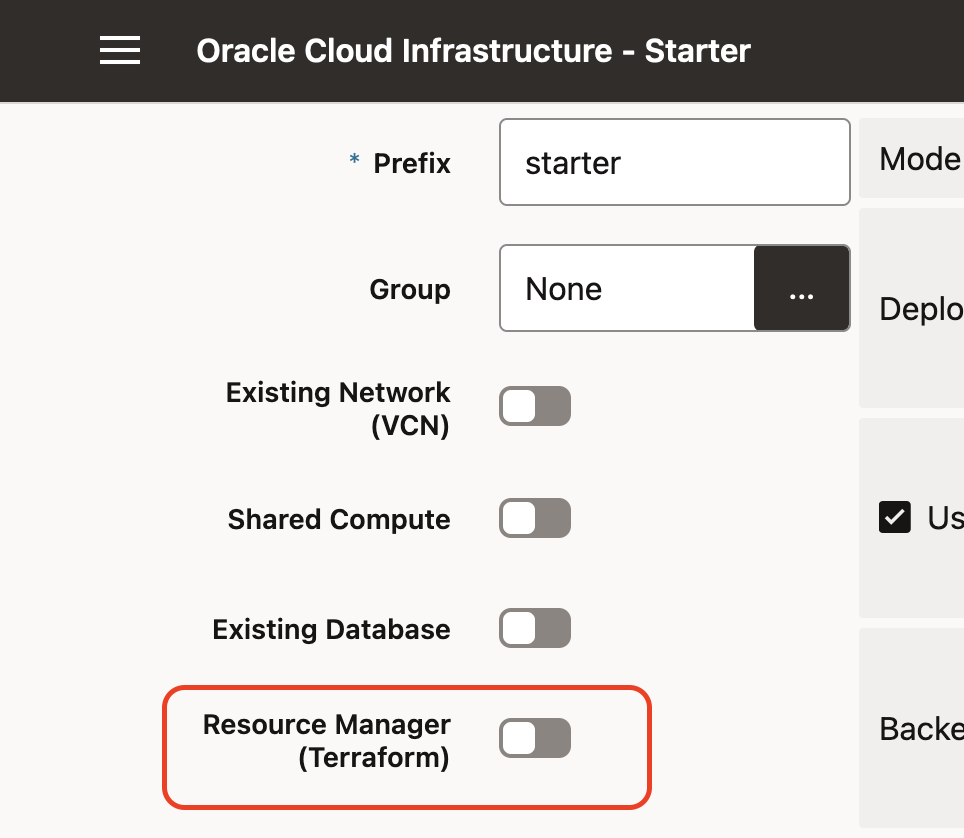 Oracle Cloud Infrastructure - Starter
* Prefix
starter
Mode
Group
None
...
Deplo
Existing Network
(VCN)
Shared Compute
Us
Existing Database
Resource Manager
(Terraform)
Backe